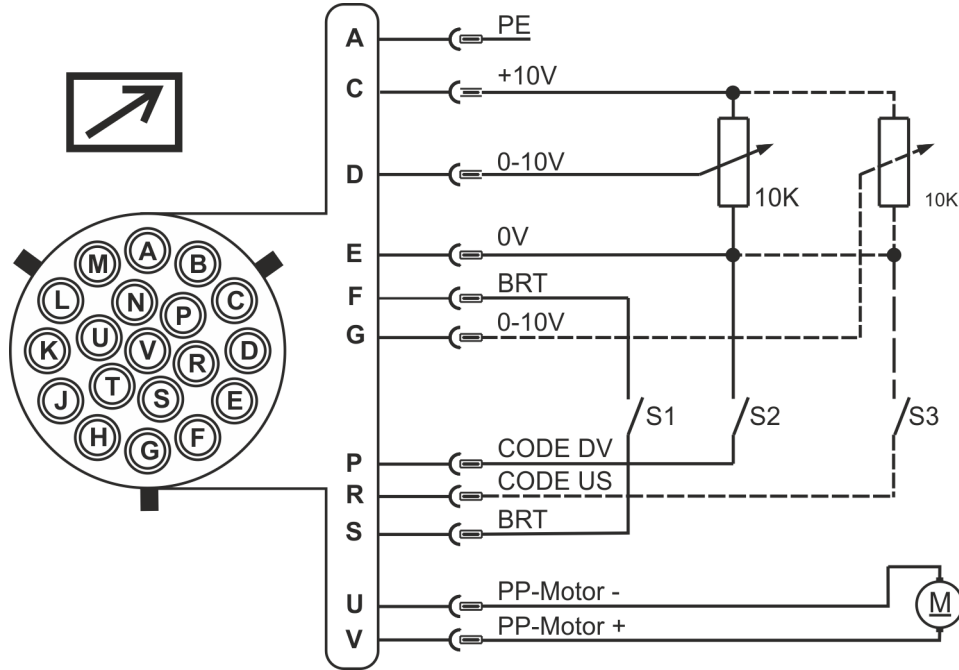 A PE
C +10V
D 0-10V
10K
10K
E 0V
F BRT
G 0-10V
S1
S2
S3
P CODE DV
R CODE US
S BRT
U PP-Motor -
V PP-Motor +
M
A
M B
L N C
P
U
K V D
R
T
J S E
H F
G